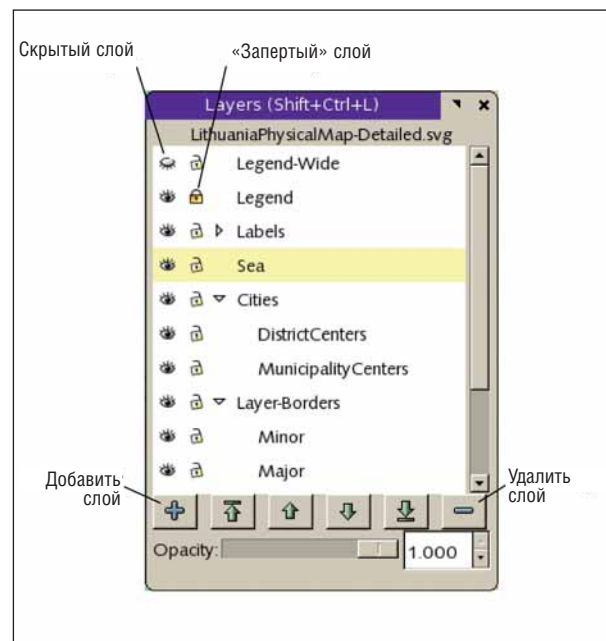 Скрытый слой
«Запертый» слой
Layers (Shift+Ctrl+L)
LithuaniaPhysicalMap-Detailed.svg
Legend-Wide
Legend
Labels
Sea
Cities
DistrictCenters
MunicipalityCenters
Layer-Borders
Minor
Major
Добавить
слой
Удалить
слой
Opacity:
1.000